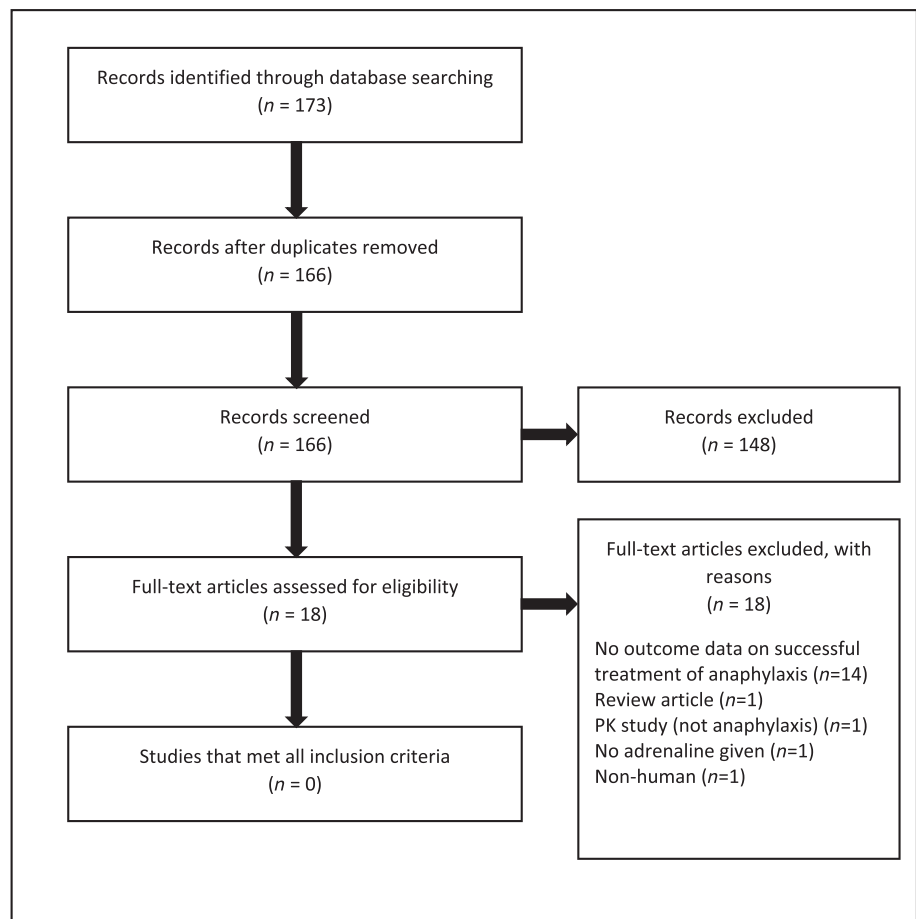 Records identified through database searching
(n = 173)
Records after duplicates removed
(n = 166)
Records screened
(n = 166)
Records excluded
(n = 148)
Full-text articles assessed for eligibility
(n = 18)
Full-text articles excluded, with
reasons
(n = 18)
No outcome data on successful
treatment of anaphylaxis (n=14)
Review article (n=1)
PK study (not anaphylaxis) (n=1)
No adrenaline given (n=1)
Non-human (n=1)
Studies that met all inclusion criteria
(n = 0)